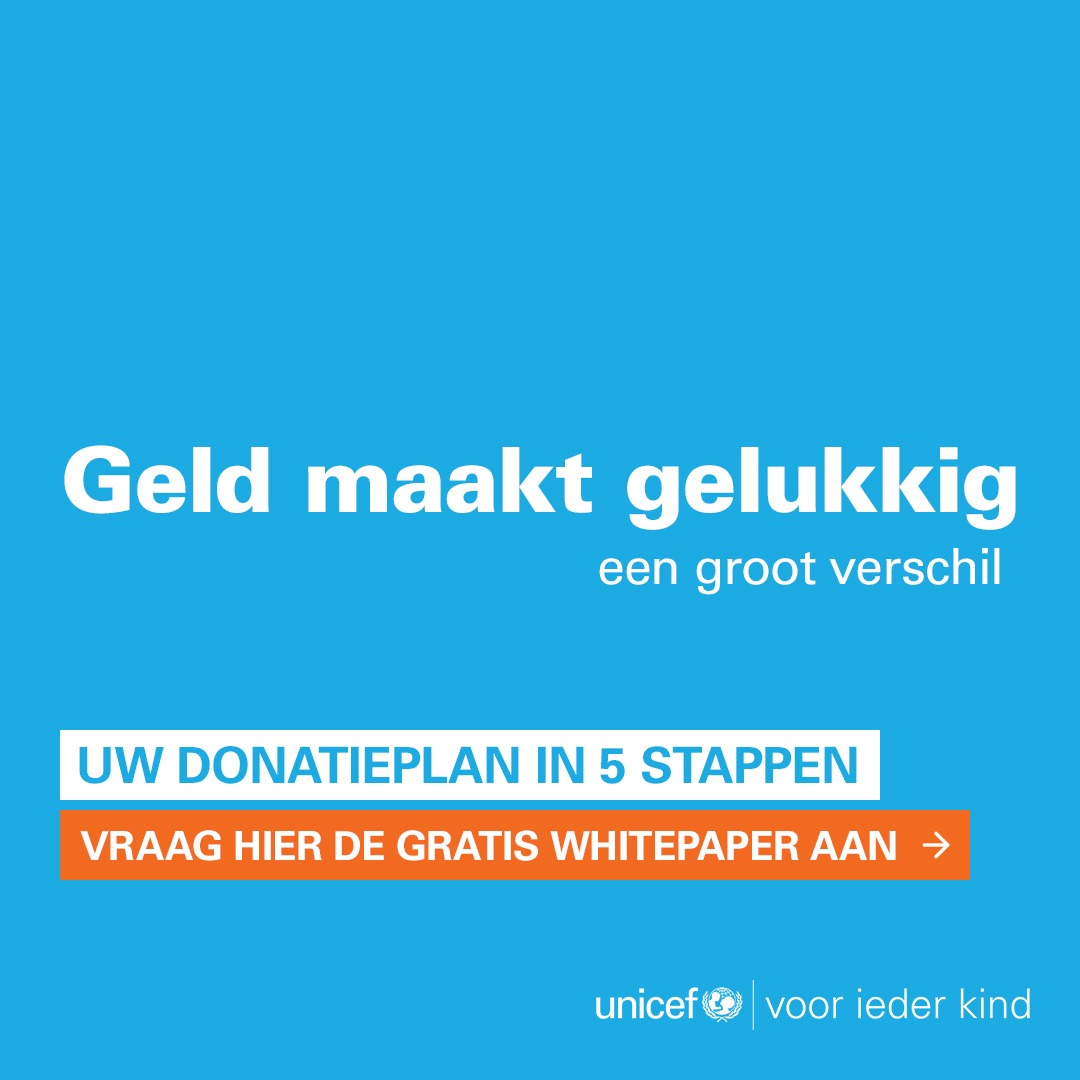 Geld maakt gelukkig
een groot verschil
UW DONATIEPLAN IN 5 STAPPEN
VRAAG HIER DE GRATIS WHITEPAPER AAN →
unicef voor ieder kind